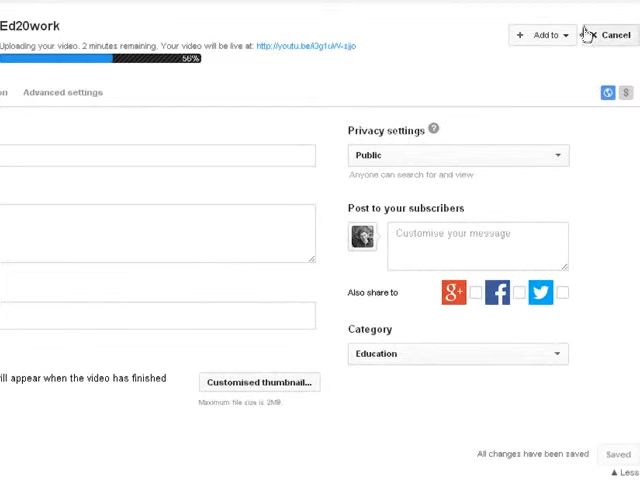 Ed20work
Uploading your video. 2 minutes remaining. Your video will be live at:
+ Add to
Cancel
56%
on Advanced settings
$
Privacy settings ?
Public
Anyone can search for and view
Post to your subscribers
Customise your message
Also share to
g+
f
Category
Education
ill appear when the video has finished
Customised thumbnail...
Maximum file size is 2MB.
All changes have been saved
Saved
Less